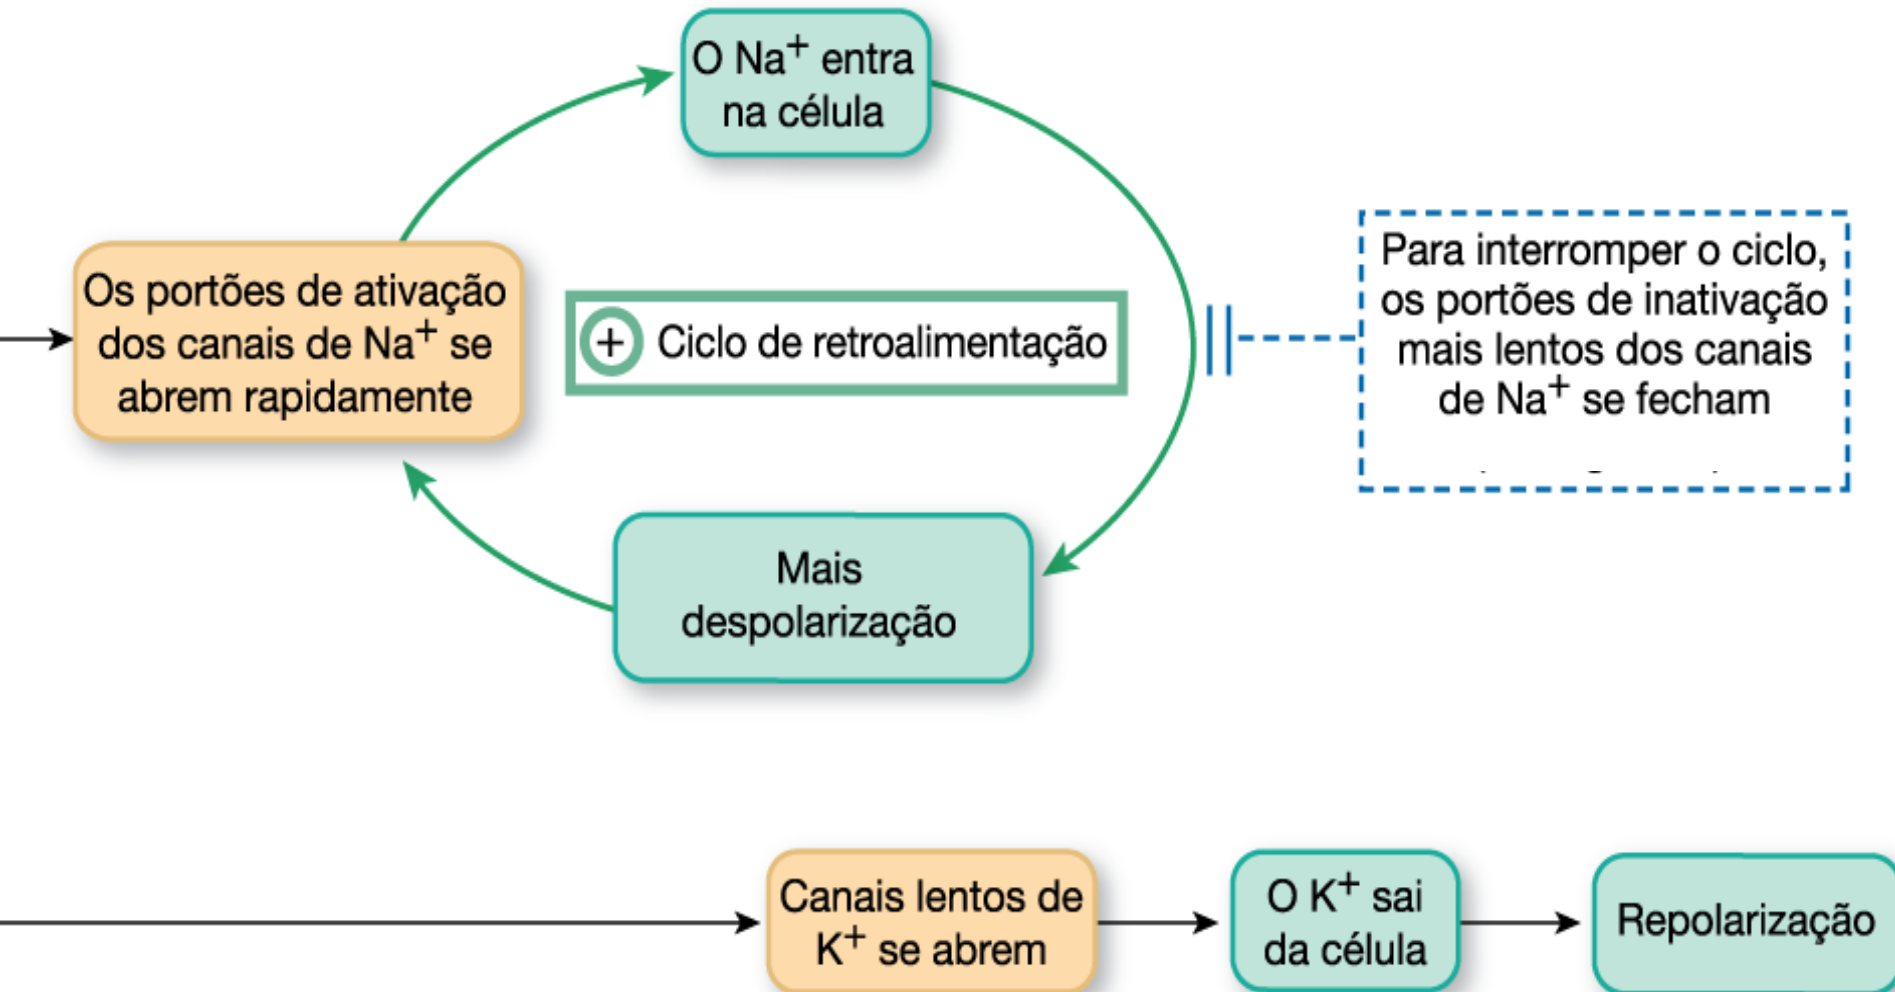 O Na⁺ entra
na célula
Os portões de ativação
dos canais de Na⁺ se
abrem rapidamente
+ Ciclo de retroalimentação
Para interromper o ciclo,
os portões de inativação
mais lentos dos canais
de Na⁺ se fecham
Mais
despolarização
Canais lentos de
K⁺ se abrem
O K⁺ sai
da célula
Repolarização